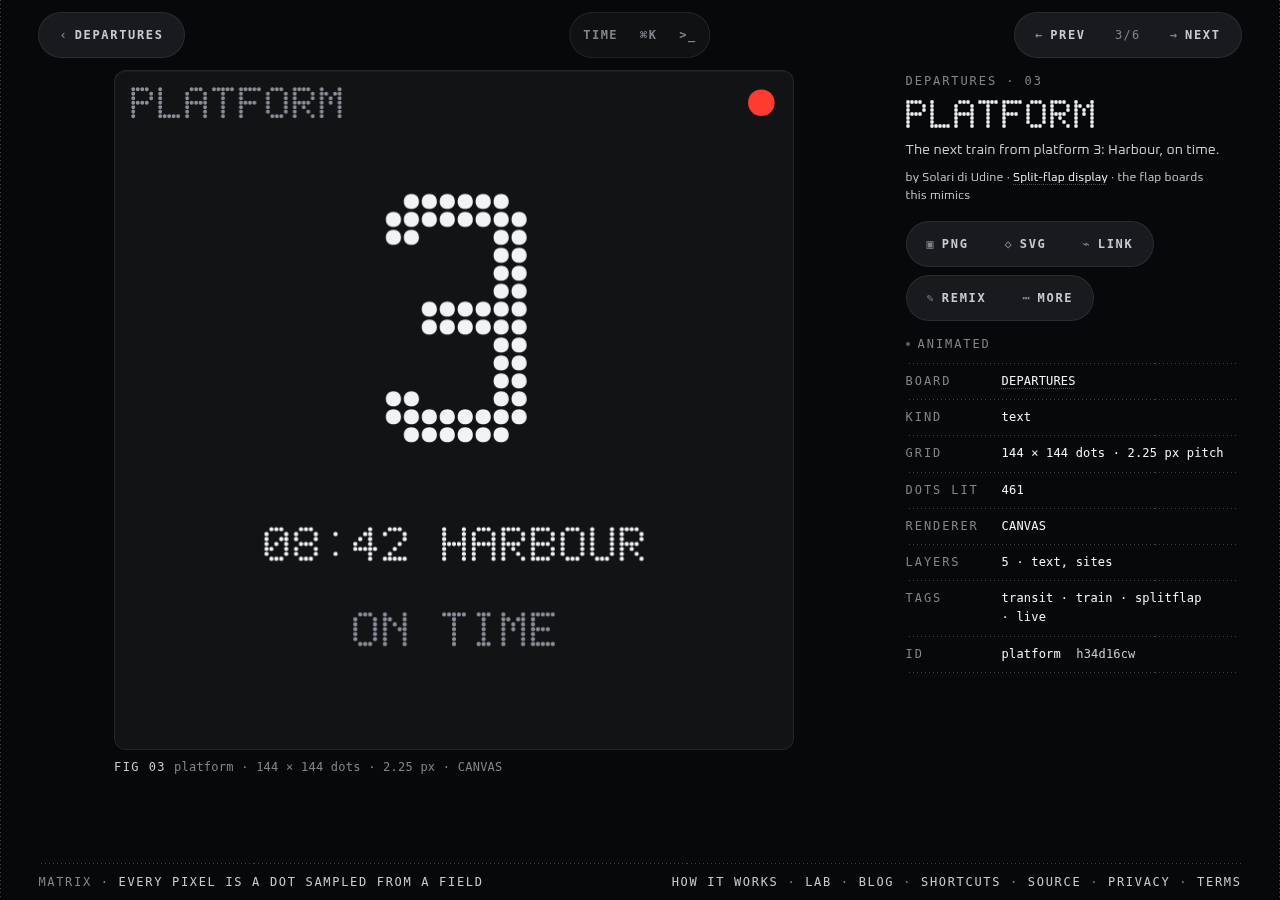 ‹ DEPARTURES
TIME ⌘K >_
← PREV 3/6 → NEXT
PLATFORM
3
08:42 HARBOUR
ON TIME
FIG 03 platform · 144 × 144 dots · 2.25 px · CANVAS
DEPARTURES · 03
PLATFORM
The next train from platform 3: Harbour, on time.
by Solari di Udine · Split-flap display · the flap boards
this mimics
▣ PNG ◇ SVG ⌁ LINK
✎ REMIX ⋯ MORE
ANIMATED
BOARD DEPARTURES
KIND text
GRID 144 × 144 dots · 2.25 px pitch
DOTS LIT 461
RENDERER CANVAS
LAYERS 5 · text, sites
TAGS transit · train · splitflap
· live
ID platform h34d16cw
MATRIX · EVERY PIXEL IS A DOT SAMPLED FROM A FIELD
HOW IT WORKS · LAB · BLOG · SHORTCUTS · SOURCE · PRIVACY · TERMS